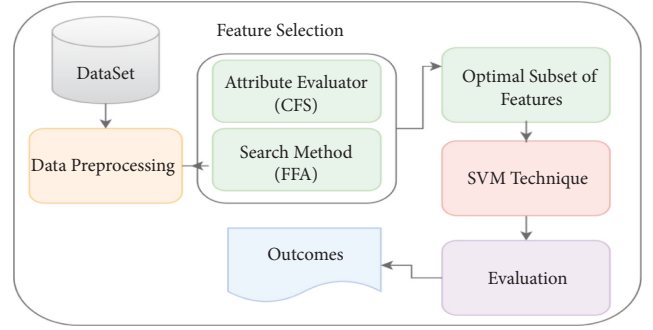 Feature Selection
DataSet
Data Preprocessing
Attribute Evaluator
(CFS)
Search Method
(FFA)
Optimal Subset of
Features
SVM Technique
Evaluation
Outcomes